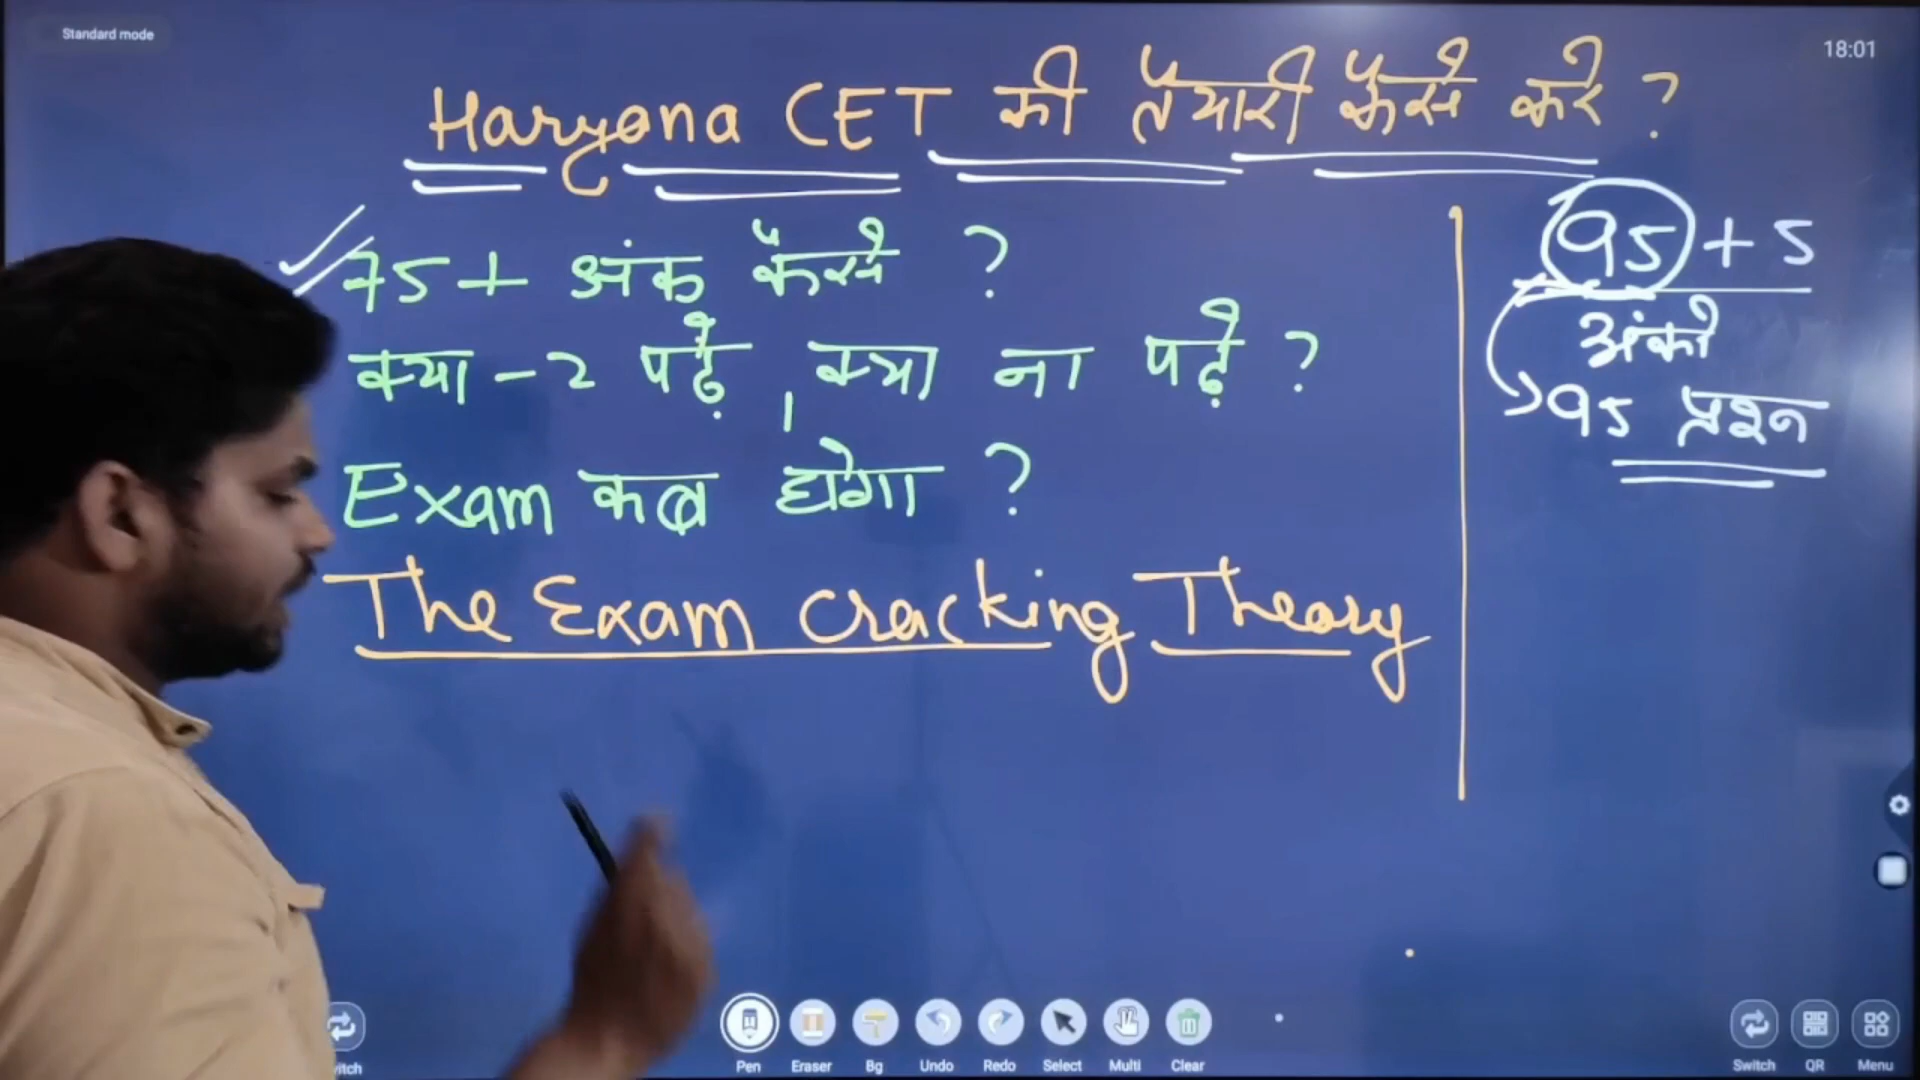 Standard mode
18:01
Haryana CET की तैयारी कैसे करे ?
75+ अंक कैसे ?
क्या - 2 पढ़े , क्या ना पढ़े ?
Exam कब होगा ?
The Exam Cracking Theory
95 + 5
अंको
95 प्रश्न
itch
Pen Eraser Bg Undo Redo Select Multi Clear
Switch QR Menu